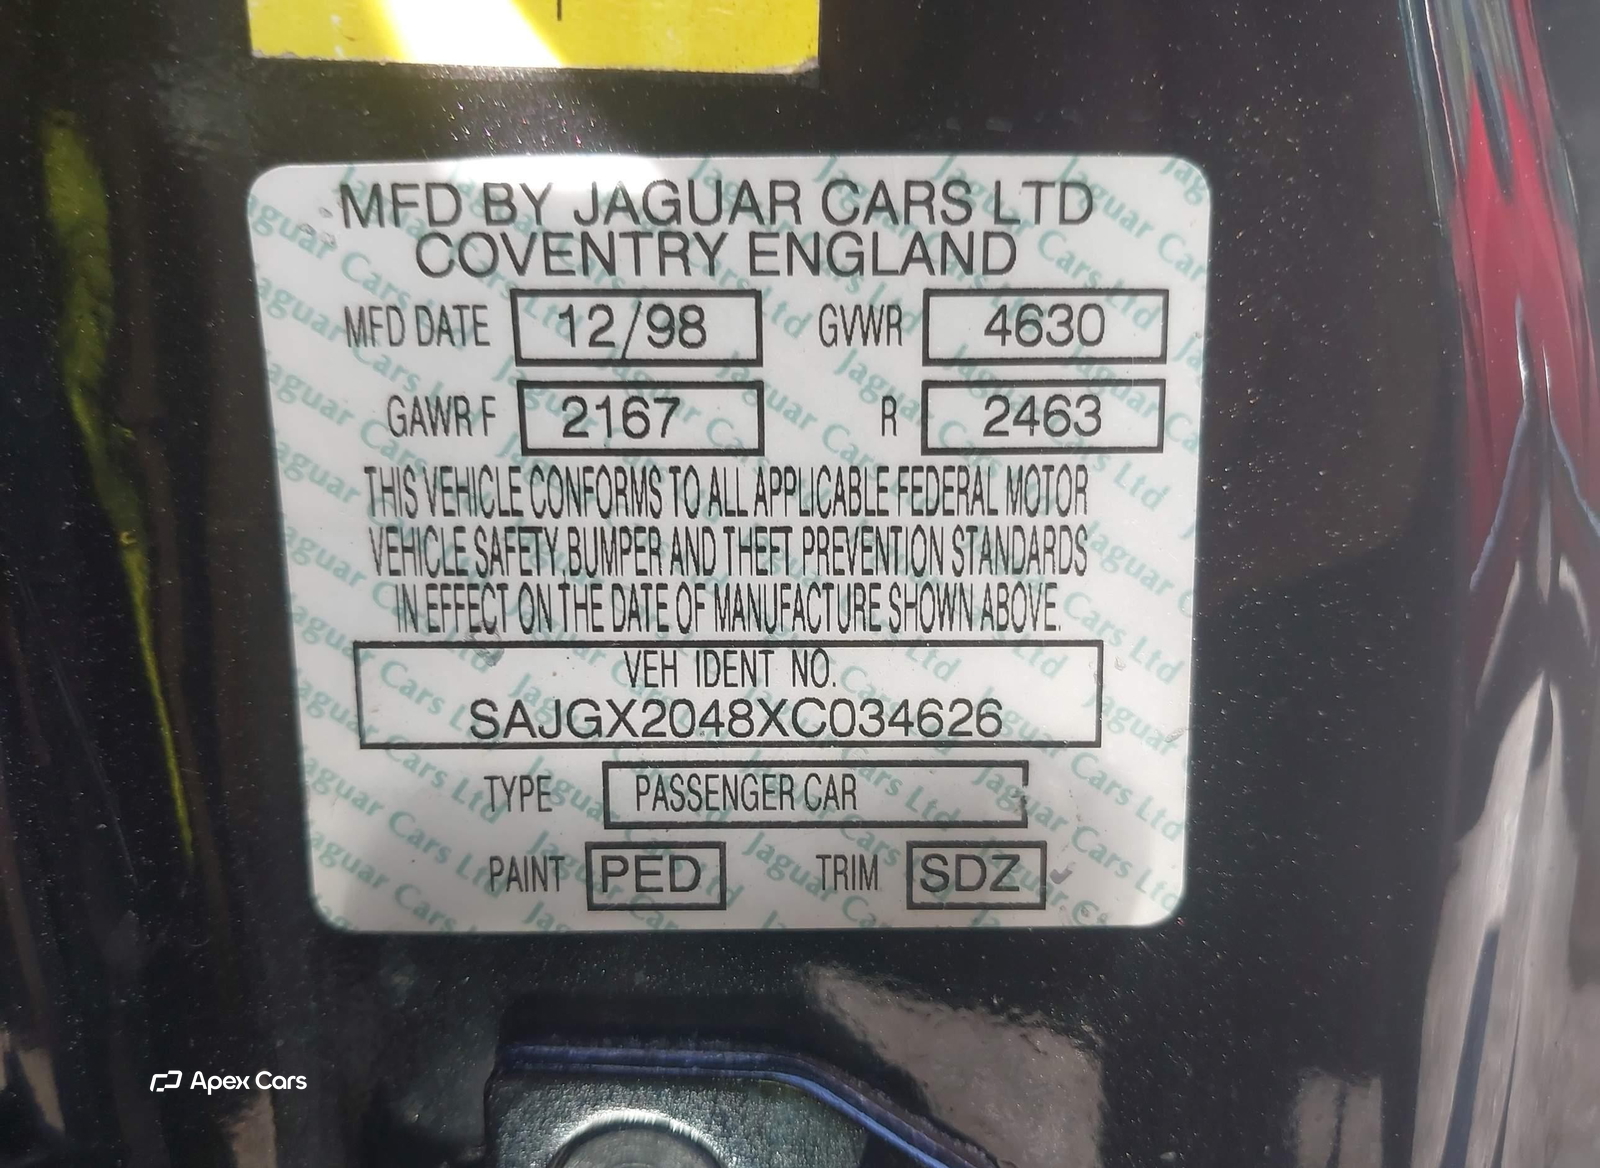 MFD BY JAGUAR CARS LTD
COVENTRY ENGLAND
MFD DATE 12/98 GVWR 4630
GAWR F 2167 R 2463
THIS VEHICLE CONFORMS TO ALL APPLICABLE FEDERAL MOTOR
VEHICLE SAFETY, BUMPER AND THEFT PREVENTION STANDARDS
IN EFFECT ON THE DATE OF MANUFACTURE SHOWN ABOVE.
VEH IDENT NO.
SAJGX2048XC034626
TYPE PASSENGER CAR
PAINT PED TRIM SDZ
Apex Cars